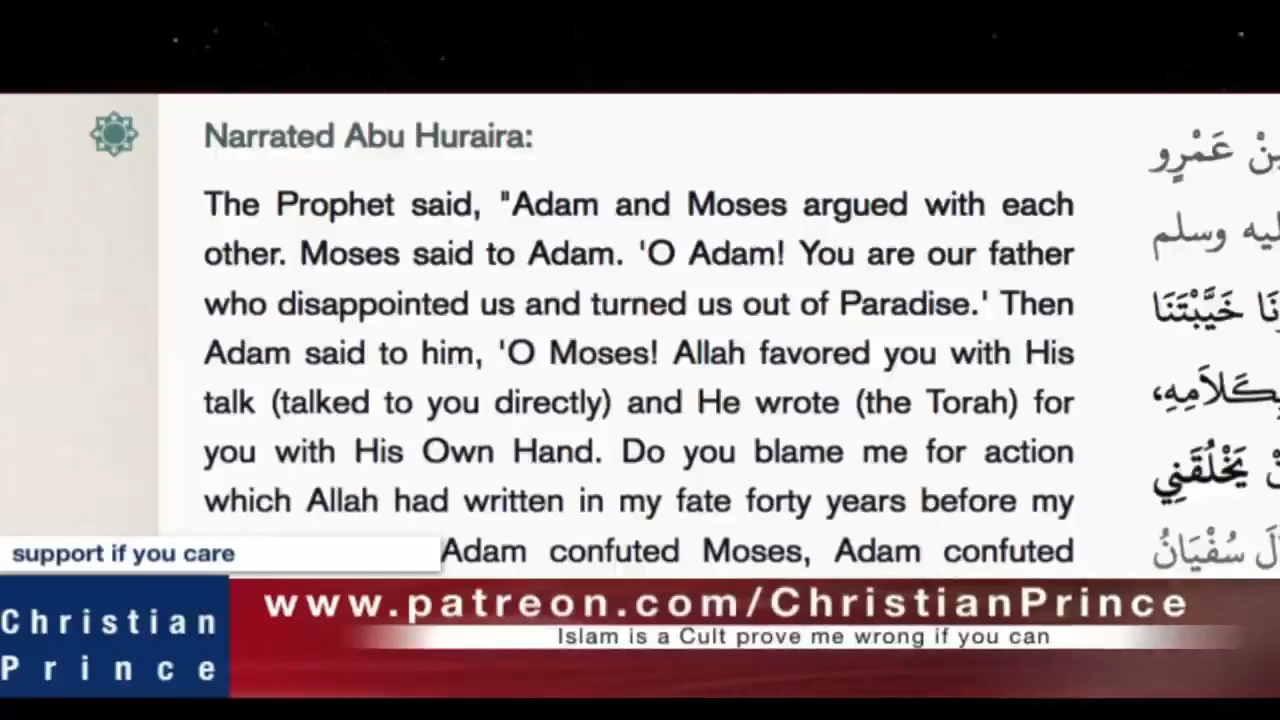 Narrated Abu Huraira:
The Prophet said, "Adam and Moses argued with each
other. Moses said to Adam. 'O Adam! You are our father
who disappointed us and turned us out of Paradise.' Then
Adam said to him, 'O Moses! Allah favored you with His
talk (talked to you directly) and He wrote (the Torah) for
you with His Own Hand. Do you blame me for action
which Allah had written in my fate forty years before my
Adam confuted Moses, Adam confuted
عَمْرٍو
وسلم
خَيَّبْتَنَا
يَخْلُقَنِي
سُفْيَانُ
support if you care
Christian
Prince
www.patreon.com/ChristianPrince
Islam is a Cult prove me wrong if you can